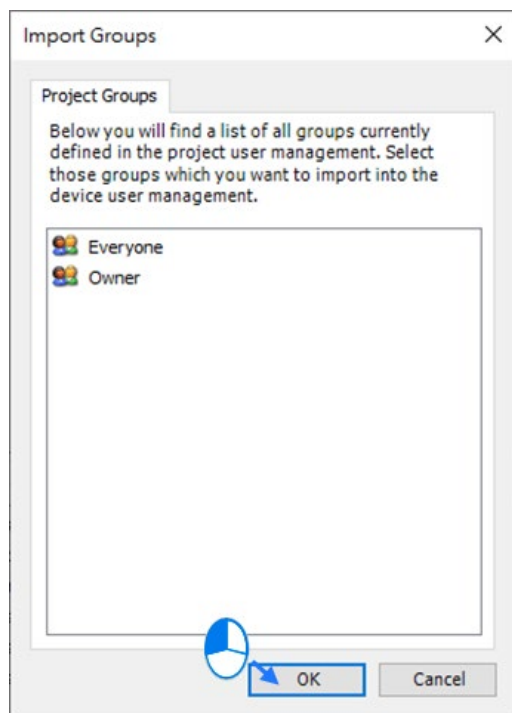 Import Groups
Project Groups
Below you will find a list of all groups currently
defined in the project user management. Select
those groups which you want to import into the
device user management.
Everyone
Owner
OK
Cancel